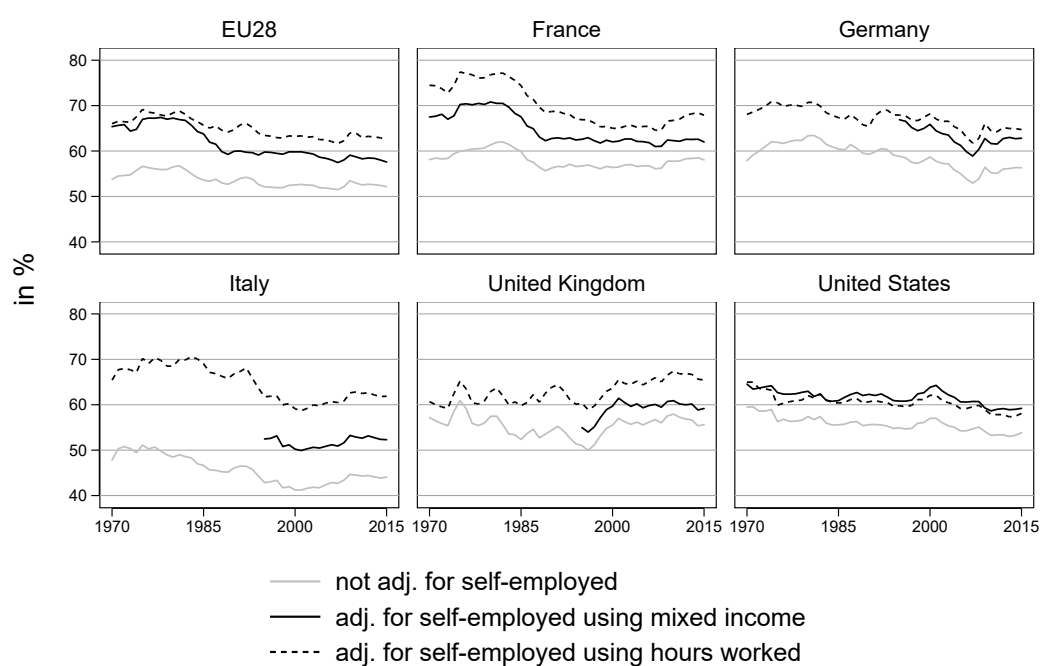 EU28 France Germany
80
70
60
50
40
in %
Italy United Kingdom United States
80
70
60
50
40
1970 1985 2000 2015 1970 1985 2000 2015 1970 1985 2000 2015
not adj. for self-employed
adj. for self-employed using mixed income
adj. for self-employed using hours worked